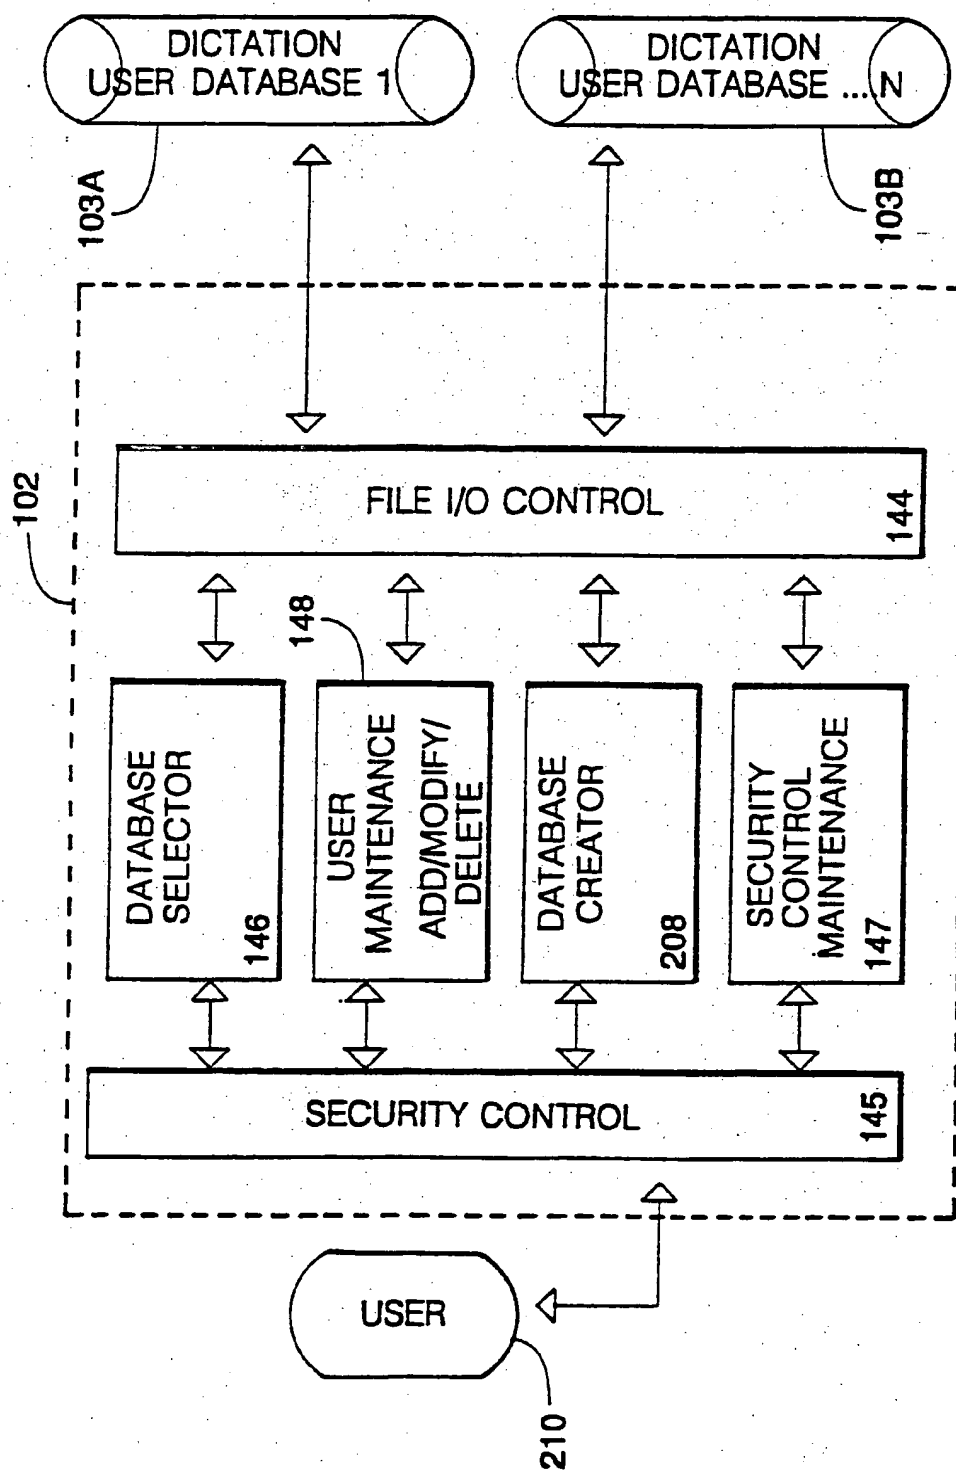 DICTATION
USER DATABASE 1
103A
DICTATION
USER DATABASE ....N
103B
102
FILE I/O CONTROL
144
DATABASE
SELECTOR
146
148
USER
MAINTENANCE
ADD/MODIFY/
DELETE
DATABASE
CREATOR
208
SECURITY
CONTROL
MAINTENANCE
147
SECURITY CONTROL
145
USER
210